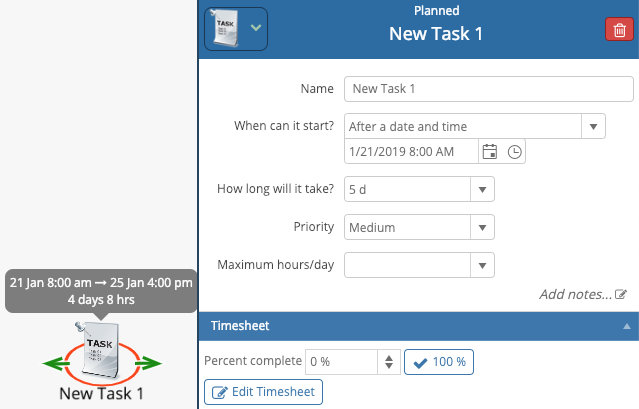 Planned
TASK
New Task 1
Name New Task 1
When can it start? After a date and time
1/21/2019 8:00 AM
How long will it take? 5 d
Priority Medium
Maximum hours/day
Add notes...
Timesheet
Percent complete 0 % 100 %
Edit Timesheet
21 Jan 8:00 am → 25 Jan 4:00 pm
4 days 8 hrs
TASK
New Task 1